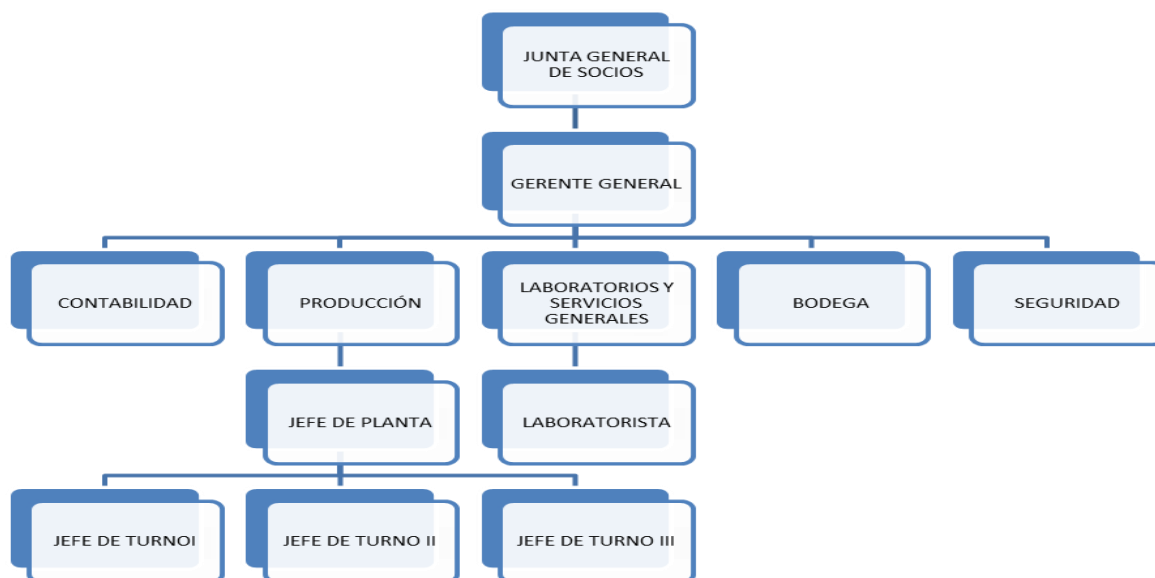 JUNTA GENERAL
DE SOCIOS
GERENTE GENERAL
CONTABILIDAD
PRODUCCIÓN
LABORATORIOS Y
SERVICIOS
GENERALES
BODEGA
SEGURIDAD
JEFE DE PLANTA
LABORATORISTA
JEFE DE TURNOI
JEFE DE TURNO II
JEFE DE TURNO III